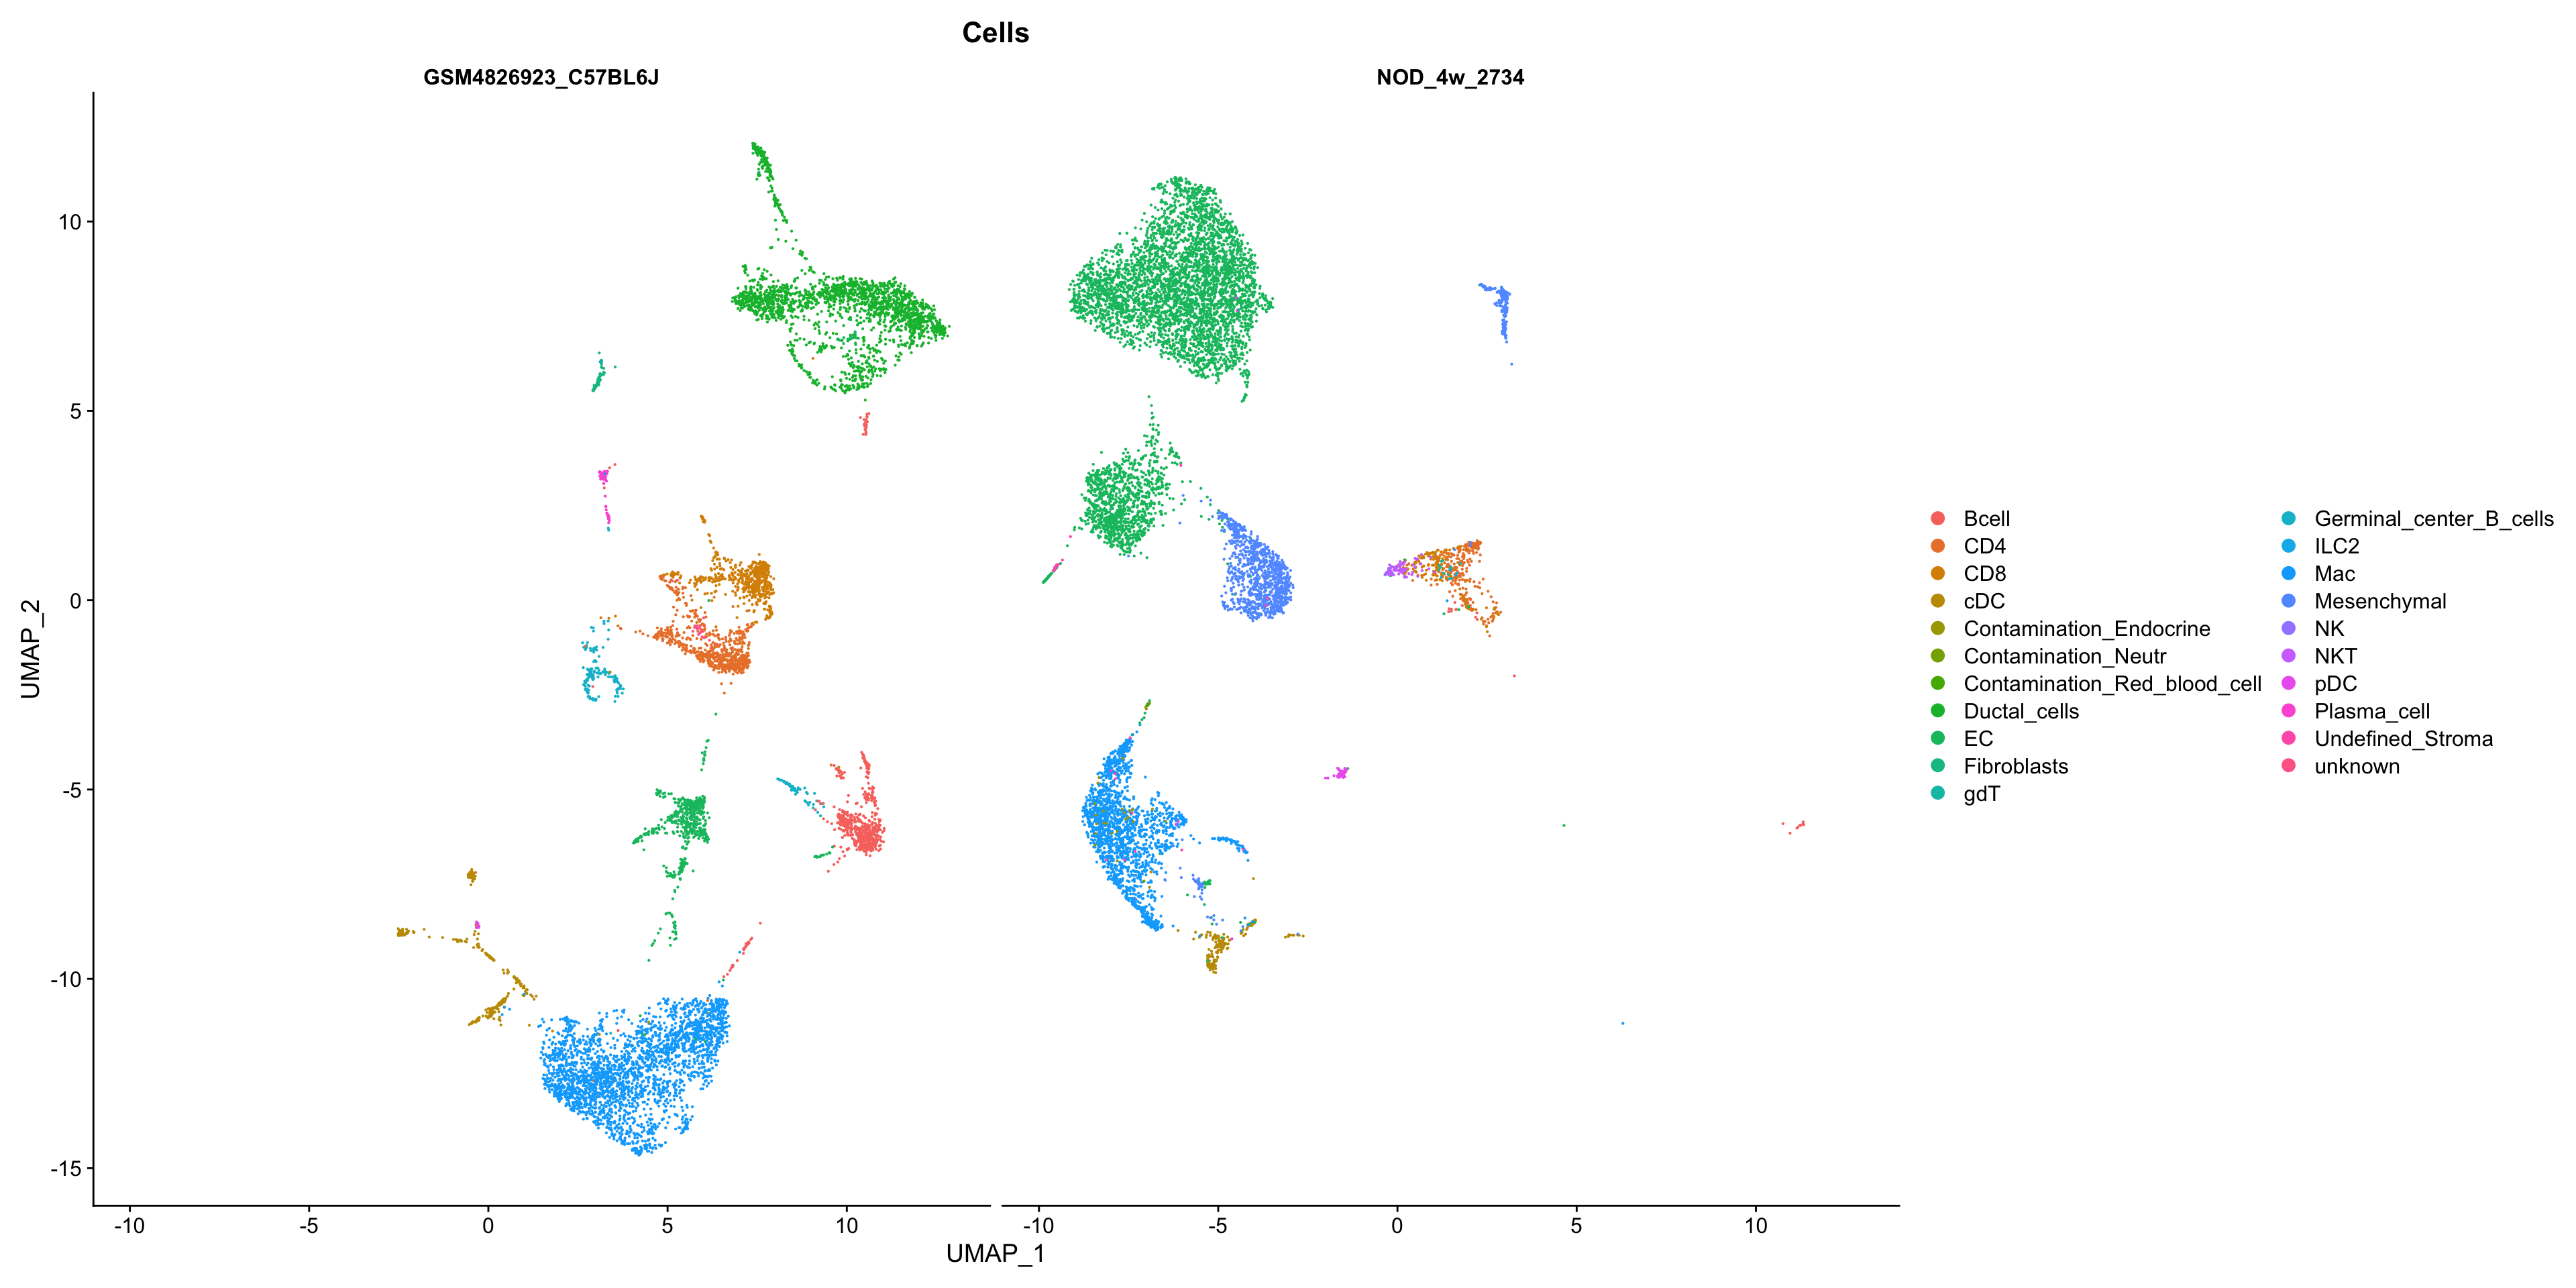 Cells
GSM4826923_C57BL6J
NOD_4w_2734
UMAP_2
10
5
0
-5
-10
-15
-10
-5
0
5
10
-10
-5
0
5
10
UMAP_1
Bcell
CD4
CD8
cDC
Contamination_Endocrine
Contamination_Neutr
Contamination_Red_blood_cell
Ductal_cells
EC
Fibroblasts
gdT
Germinal_center_B_cells
ILC2
Mac
Mesenchymal
NK
NKT
pDC
Plasma_cell
Undefined_Stroma
unknown